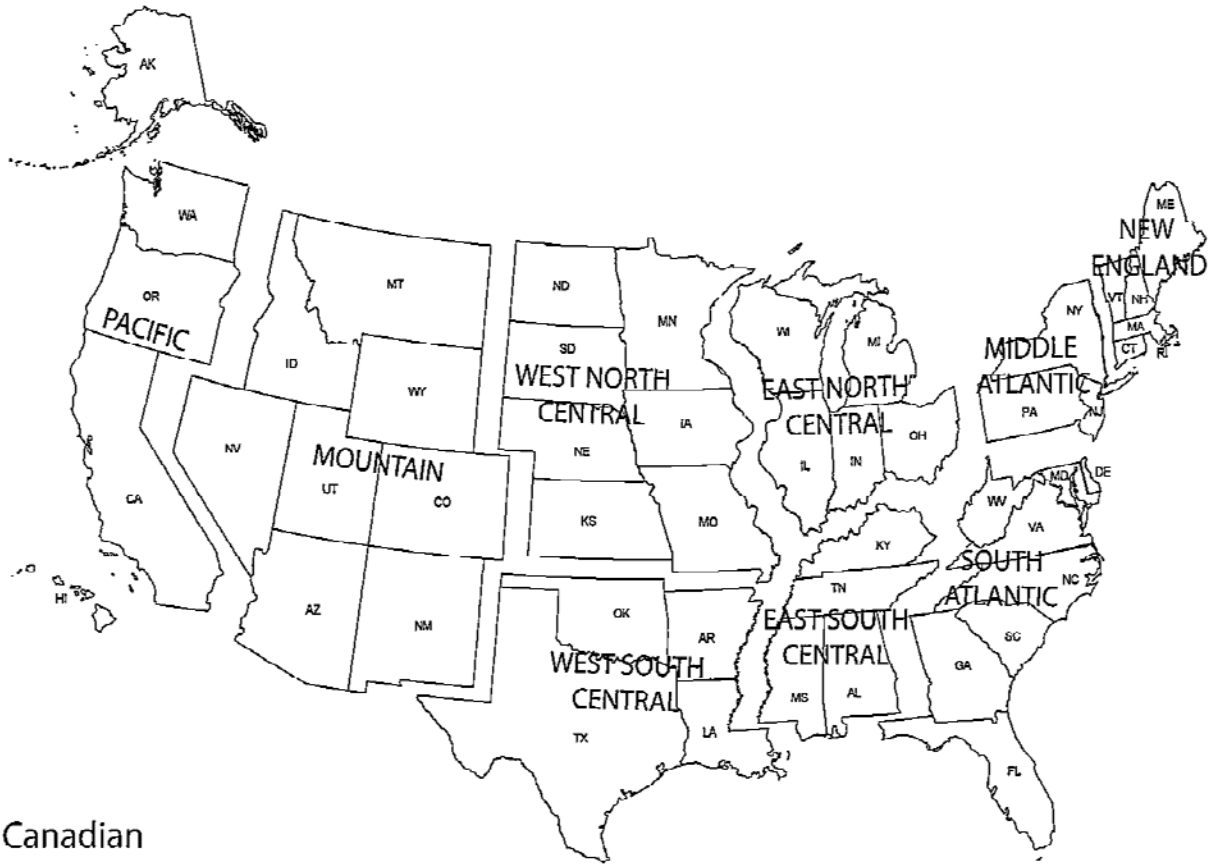 AK
WA
ME
NEW
ENGLAND
MT
ND
OR
VT
NH
MN
NY
PACIFIC
WI
MA
MI
SD
MIDDLE
CT
RI
ID
WEST NORTH
EAST NORTH
ATLANTIC
WY
CENTRAL
PA
NJ
IA
CENTRAL
OH
NV
NE
MOUNTAIN
IL
IN
MD
DE
UT
CA
CO
WV
KS
MO
VA
KY
SOUTH
NC
TN
ATLANTIC
HI
AZ
OK
NM
AR
EAST SOUTH
SC
WEST SOUTH
CENTRAL
GA
CENTRAL
MS
AL
LA
TX
FL
Canadian